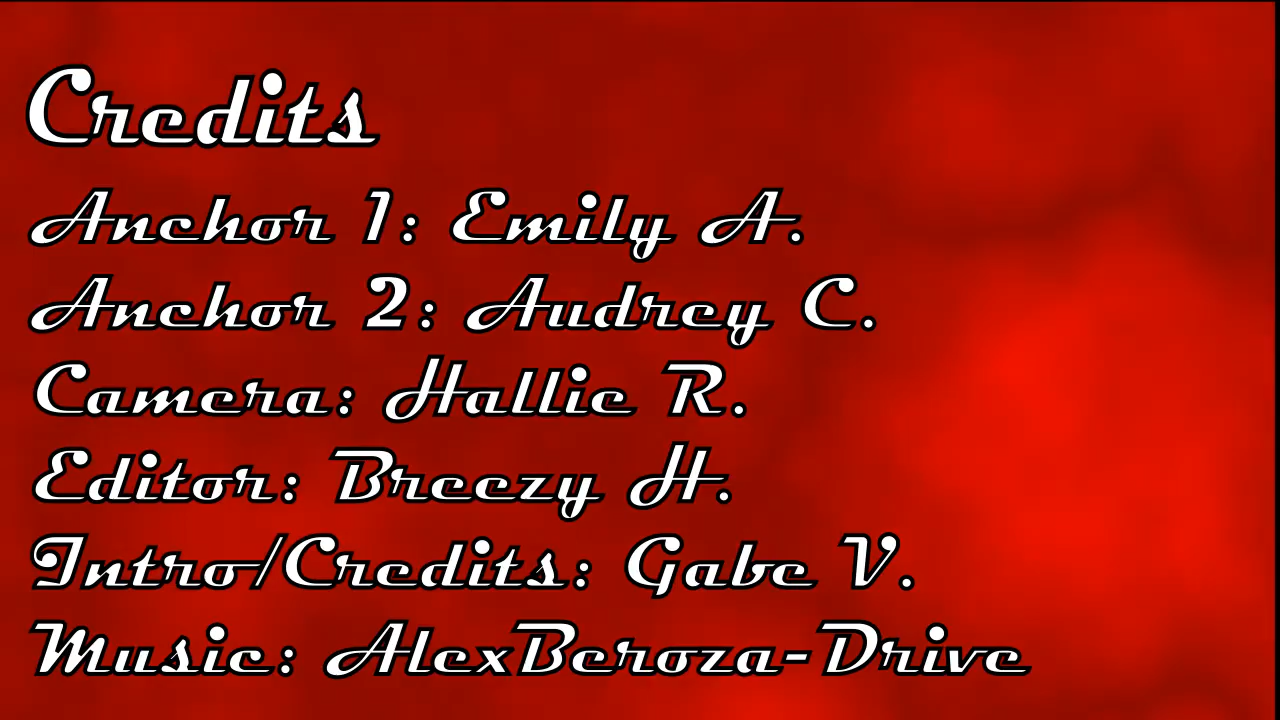 Credits
Anchor 1: Emily A.
Anchor 2: Audrey C.
Camera: Hallie R.
Editor: Breezy H.
Intro/Credits: Gabe V.
Music: AlexBeroza-Drive